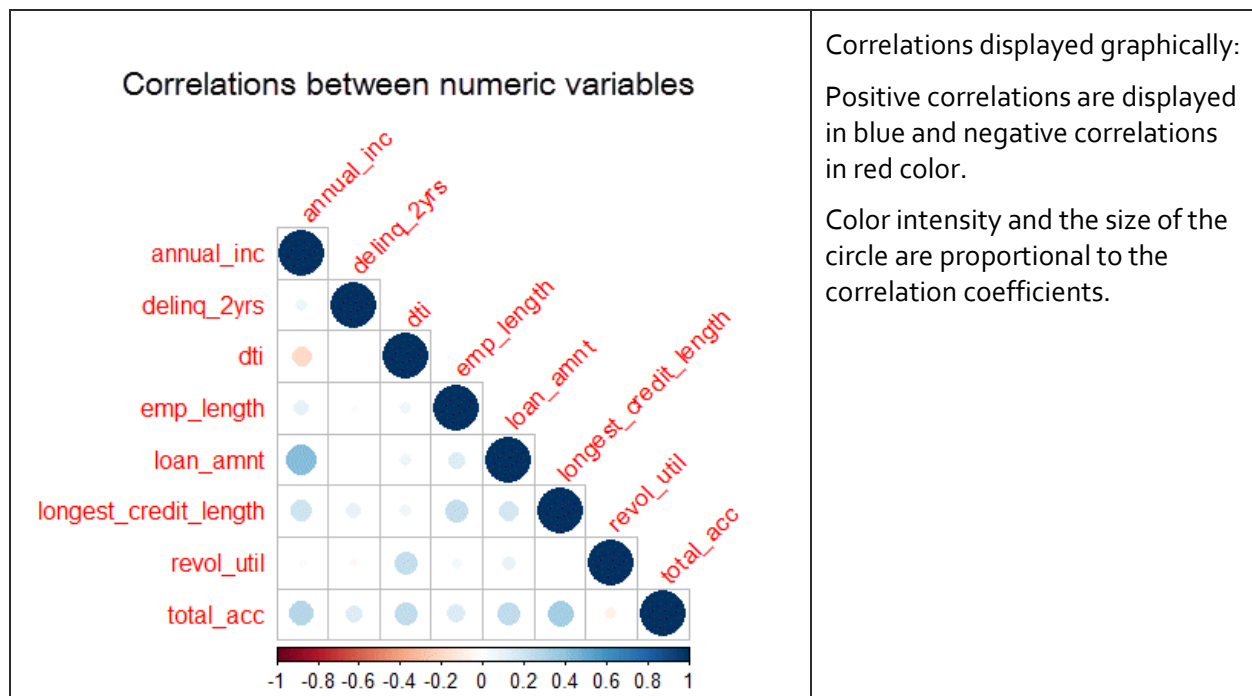 Correlations between numeric variables
annual_inc
delinq_2yrs
dti
emp_length
loan_amnt
longest_credit_length
revol_util
total_acc
annual_inc
delinq_2yrs
dti
emp_length
loan_amnt
longest_credit_length
revol_util
total_acc
-1 -0.8 -0.6 -0.4 -0.2 0 0.2 0.4 0.6 0.8 1
Correlations displayed graphically:
Positive correlations are displayed
in blue and negative correlations
in red color.
Color intensity and the size of the
circle are proportional to the
correlation coefficients.